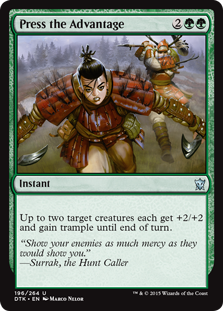 Press the Advantage 2
Instant
Up to two target creatures each get +2/+2
and gain trample until end of turn.
"Show your enemies as much mercy as they
would show you."
—Surrak, the Hunt Caller
196/264 U
DTK • EN Marco Nelor
™ & © 2015 Wizards of the Coast